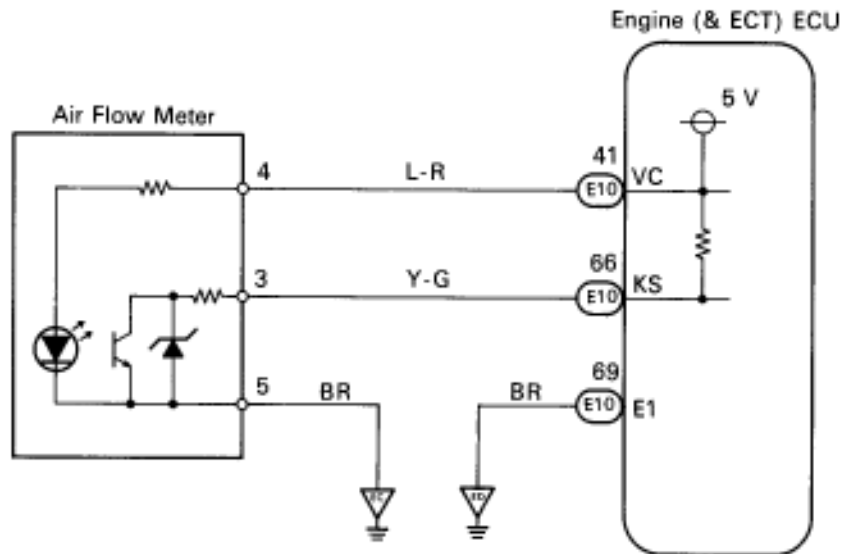 Engine (& ECT) ECU
Air Flow Meter
5 V
4
L-R
41
E10
VC
3
Y-G
66
E10
KS
5
BR
BR
69
E10
E1